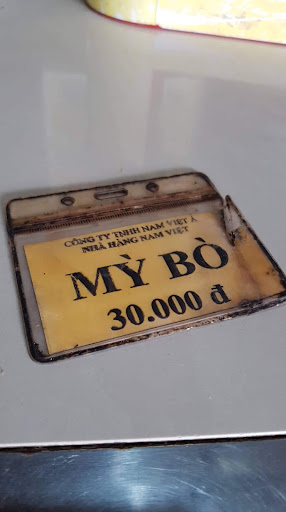 CÔNG TY TNHH NAM VIỆT Á
NHÀ HÀNG NAM VIỆT
MỲ BÒ
30.000 đ